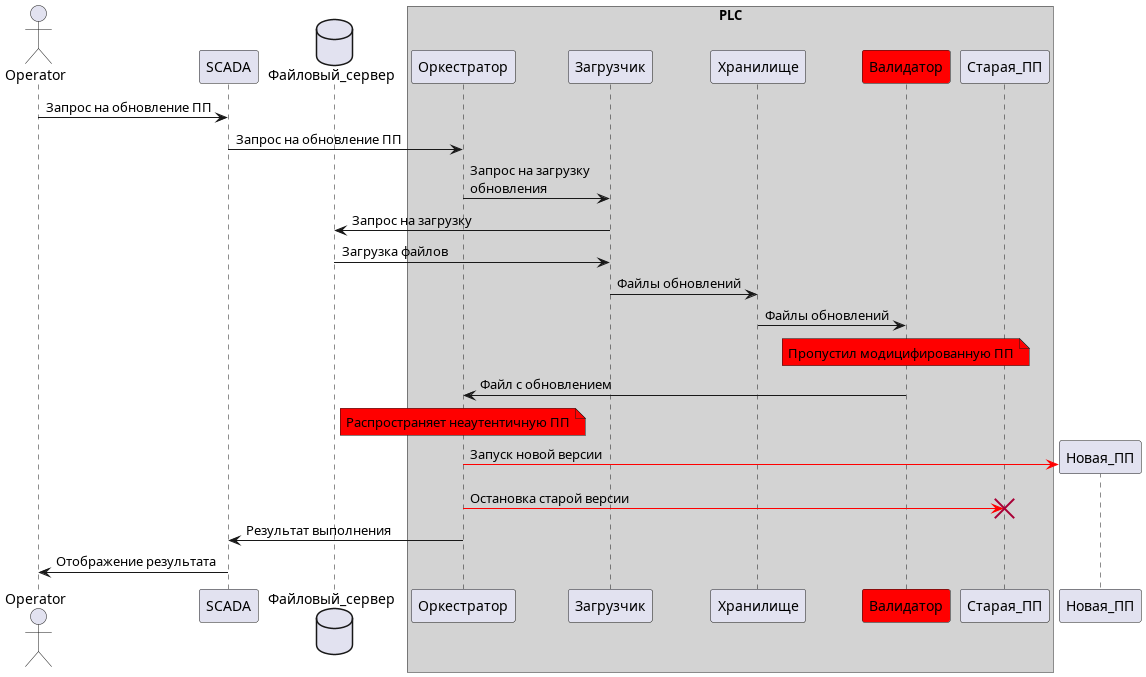 PLC
Operator
SCADA
Файловый_сервер
Оркестратор
Загрузчик
Хранилище
Валидатор
Старая_ПП
Запрос на обновление ПП
Запрос на обновление ПП
Запрос на загрузку
обновления
Запрос на загрузку
Загрузка файлов
Файлы обновлений
Файлы обновлений
Пропустил модицифированную ПП
Файл с обновлением
Распространяет неаутентичную ПП
Новая_ПП
Запуск новой версии
Остановка старой версии
Результат выполнения
Отображение результата
Operator
SCADA
Файловый_сервер
Оркестратор
Загрузчик
Хранилище
Валидатор
Старая_ПП
Новая_ПП